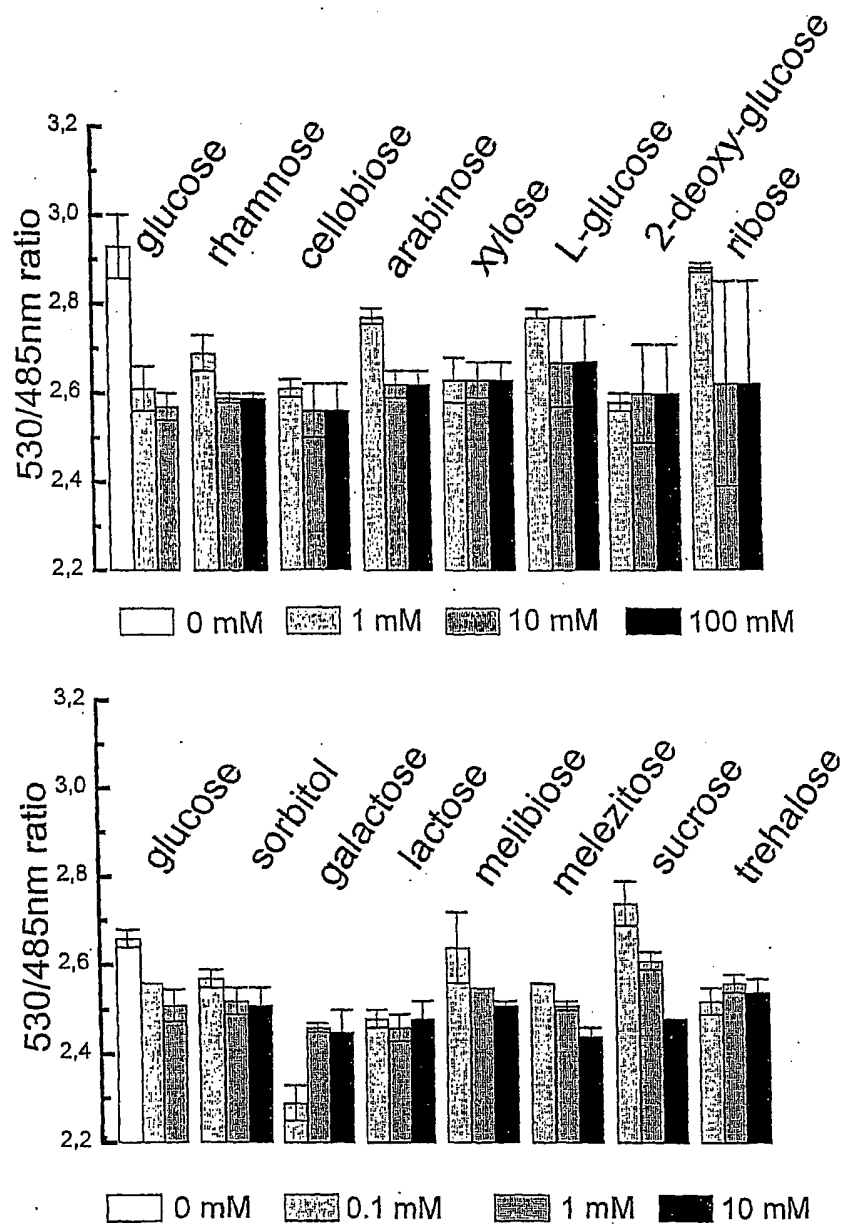 3,2
3,0
2,8
2,6
2,4
2,2
530/485nm ratio
glucose
rhamnose
cellobiose
arabinose
xylose
L-glucose
2-deoxy-glucose
ribose
0 mM 1 mM 10 mM 100 mM
3,2
3,0
2,8
2,6
2,4
2,2
530/485nm ratio
glucose
sorbitol
galactose
lactose
melibiose
melezitose
sucrose
trehalose
0 mM 0.1 mM 1 mM 10 mM